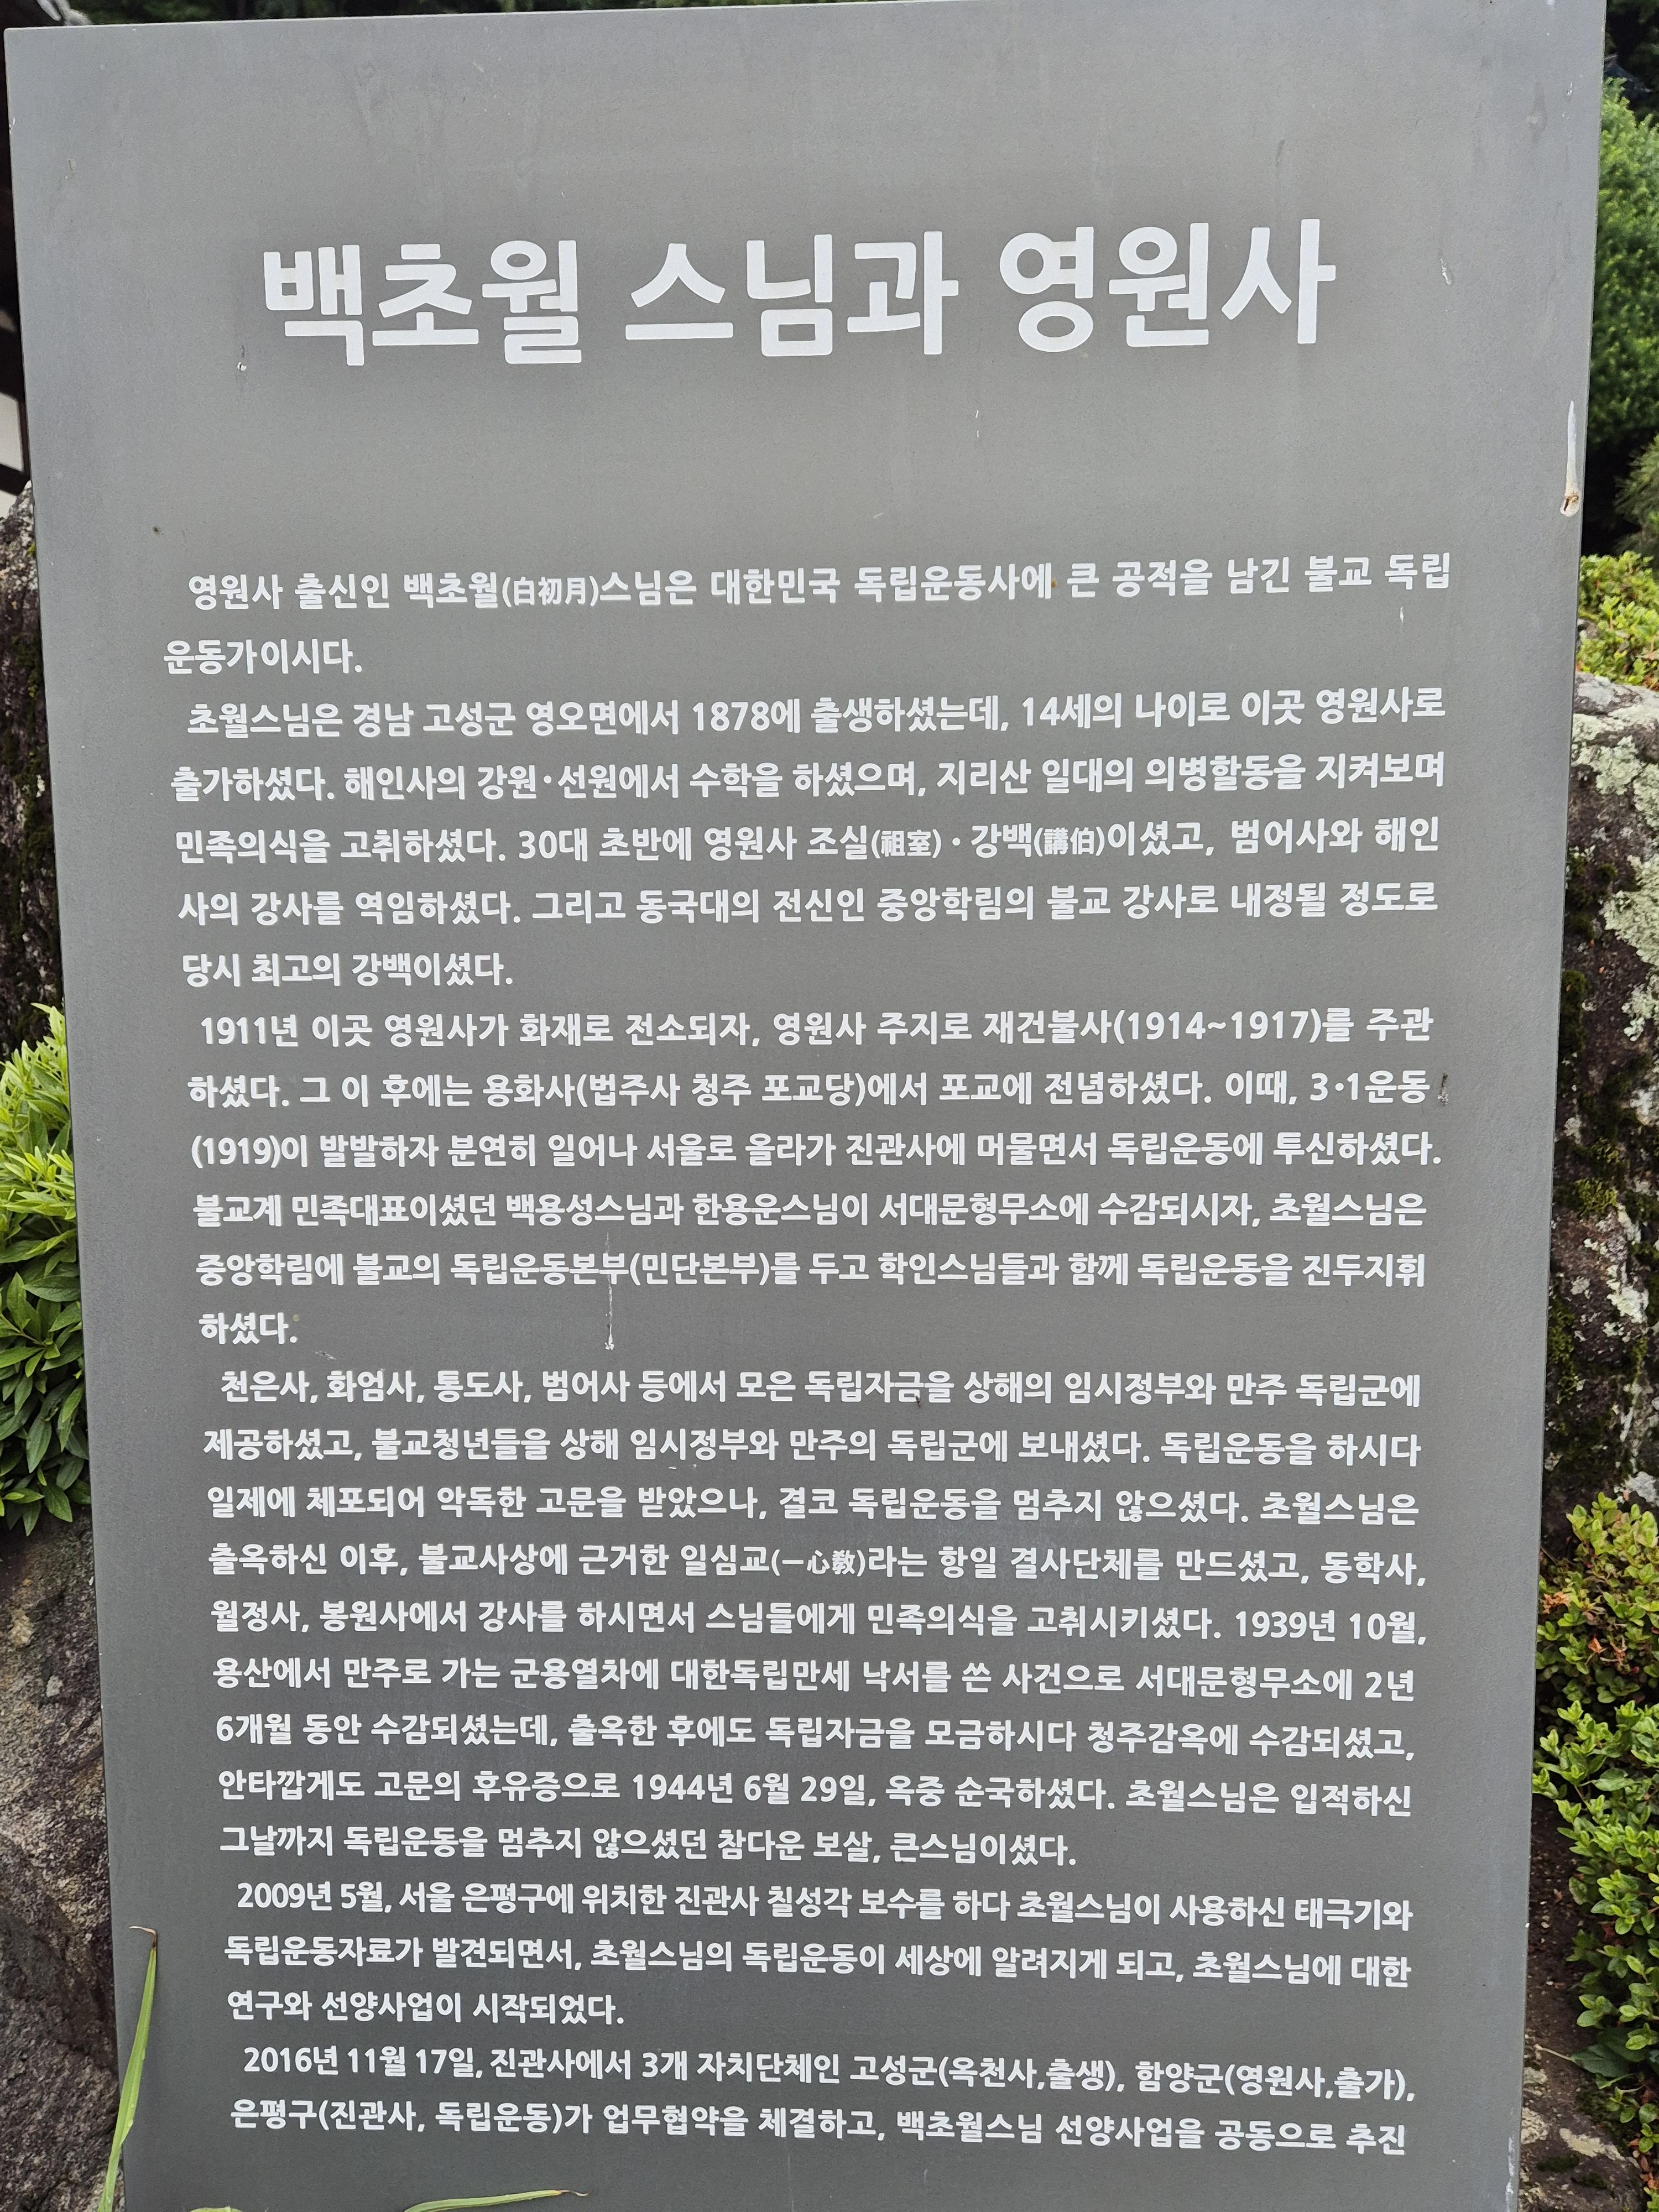 백초월 스님과 영원사
영원사 출신인 백초월(白初月)스님은 대한민국 독립운동사에 큰 공적을 남긴 불교 독립
운동가이시다.
초월스님은 경남 고성군 영오면에서 1878에 출생하셨는데, 14세의 나이로 이곳 영원사로
출가하셨다. 해인사의 강원·선원에서 수학을 하셨으며, 지리산 일대의 의병할동을 지켜보며
민족의식을 고취하셨다. 30대 초반에 영원사 조실(祖室)·강백(講伯)이셨고, 범어사와 해인
사의 강사를 역임하셨다. 그리고 동국대의 전신인 중앙학림의 불교 강사로 내정될 정도로
당시 최고의 강백이셨다.
1911년 이곳 영원사가 화재로 전소되자, 영원사 주지로 재건불사(1914~1917)를 주관
하셨다. 그 이 후에는 용화사(법주사 청주 포교당)에서 포교에 전념하셨다. 이때, 3·1운동
(1919)이 발발하자 분연히 일어나 서울로 올라가 진관사에 머물면서 독립운동에 투신하셨다.
불교계 민족대표이셨던 백용성스님과 한용운스님이 서대문형무소에 수감되시자, 초월스님은
중앙학림에 불교의 독립운동본부(민단본부)를 두고 학인스님들과 함께 독립운동을 진두지휘
하셨다.
천은사, 화엄사, 통도사, 범어사 등에서 모은 독립자금을 상해의 임시정부와 만주 독립군에
제공하셨고, 불교청년들을 상해 임시정부와 만주의 독립군에 보내셨다. 독립운동을 하시다
일제에 체포되어 악독한 고문을 받았으나, 결코 독립운동을 멈추지 않으셨다. 초월스님은
출옥하신 이후, 불교사상에 근거한 일심교(一心敎)라는 항일 결사단체를 만드셨고, 동학사,
월정사, 봉원사에서 강사를 하시면서 스님들에게 민족의식을 고취시키셨다. 1939년 10월,
용산에서 만주로 가는 군용열차에 대한독립만세 낙서를 쓴 사건으로 서대문형무소에 2년
6개월 동안 수감되셨는데, 출옥한 후에도 독립자금을 모금하시다 청주감옥에 수감되셨고,
안타깝게도 고문의 후유증으로 1944년 6월 29일, 옥중 순국하셨다. 초월스님은 입적하신
그날까지 독립운동을 멈추지 않으셨던 참다운 보살, 큰스님이셨다.
2009년 5월, 서울 은평구에 위치한 진관사 칠성각 보수를 하다 초월스님이 사용하신 태극기와
독립운동자료가 발견되면서, 초월스님의 독립운동이 세상에 알려지게 되고, 초월스님에 대한
연구와 선양사업이 시작되었다.
2016년 11월 17일, 진관사에서 3개 자치단체인 고성군(옥천사,출생), 함양군(영원사,출가),
은평구(진관사, 독립운동)가 업무협약을 체결하고, 백초월스님 선양사업을 공동으로 추진